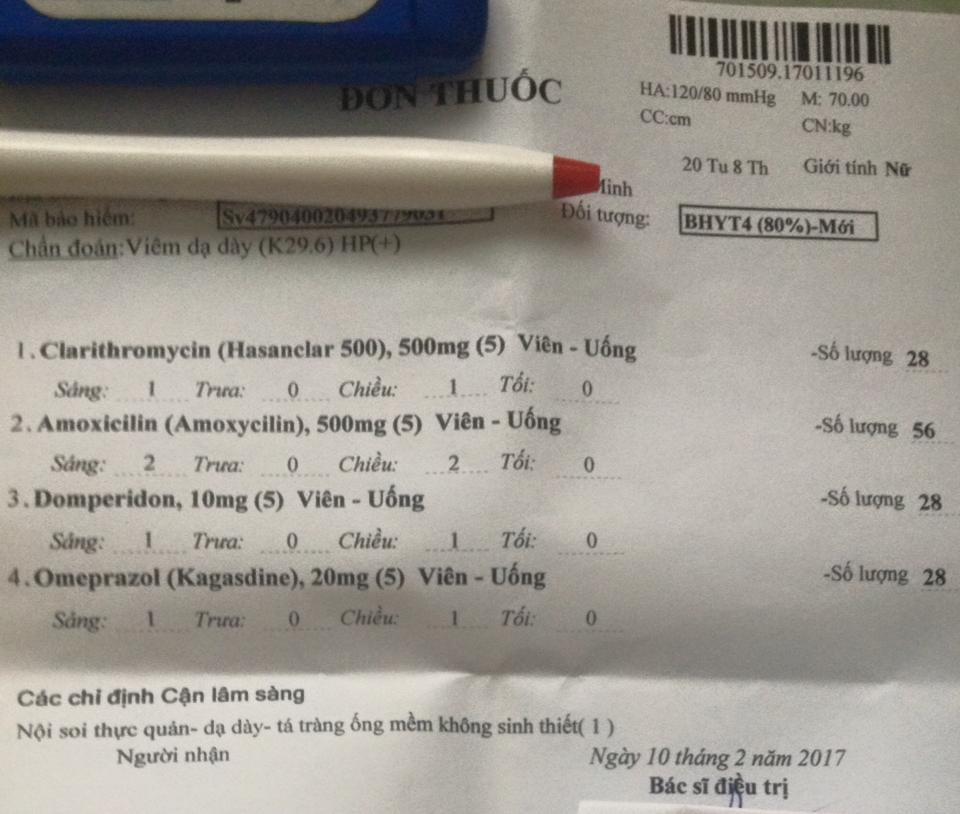 701509.17011196
ĐƠN THUỐC
HA:120/80 mmHg M: 70.00
CC:cm CN:kg
20 Tu 8 Th Giới tính Nữ
Minh
Mã bảo hiểm: Đối tượng: BHYT4 (80%)-Mới
Chẩn đoán:Viêm dạ dày (K29.6) HP(+)
1. Clarithromycin (Hasanclar 500), 500mg (5) Viên - Uống -Số lượng 28
Sáng: 1 Trưa: 0 Chiều: 1 Tối: 0
2. Amoxicilin (Amoxycilin), 500mg (5) Viên - Uống -Số lượng 56
Sáng: 2 Trưa: 0 Chiều: 2 Tối: 0
3. Domperidon, 10mg (5) Viên - Uống -Số lượng 28
Sáng: 1 Trưa: 0 Chiều: 1 Tối: 0
4. Omeprazol (Kagasdine), 20mg (5) Viên - Uống -Số lượng 28
Sáng: 1 Trưa: 0 Chiều: 1 Tối: 0
Các chỉ định Cận lâm sàng
Nội soi thực quản- dạ dày- tá tràng ống mềm không sinh thiết( 1 )
Người nhận Ngày 10 tháng 2 năm 2017
Bác sĩ điều trị